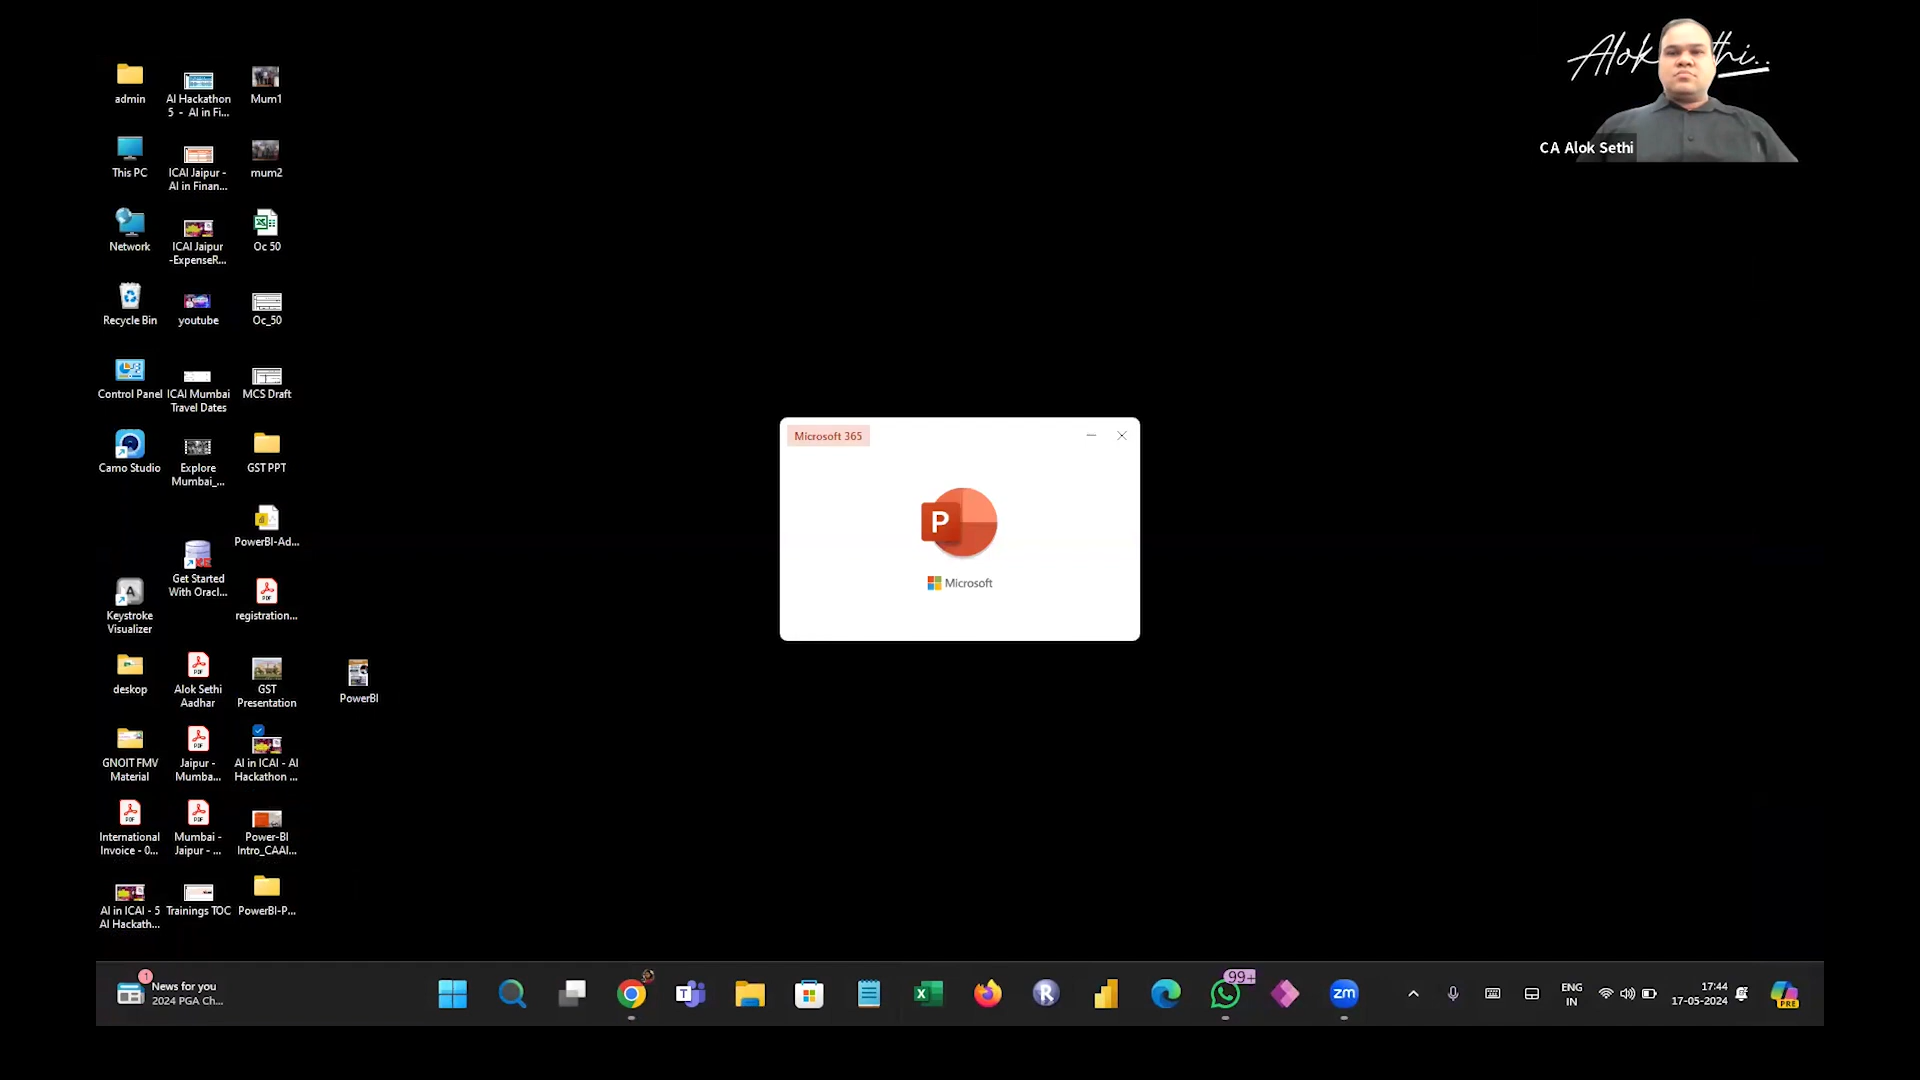 admin
AI Hackathon
5 - AI in Fi...
Mum1
This PC
ICAI Jaipur -
AI in Finan...
mum2
Network
ICAI Jaipur
-ExpenseR...
Oc 50
Recycle Bin
youtube
Oc_50
Control Panel
ICAI Mumbai
Travel Dates
MCS Draft
Camo Studio
Explore
Mumbai_...
GST PPT
PowerBI-Ad...
Get Started
With Oracl...
Keystroke
Visualizer
registration...
deskop
Alok Sethi
Aadhar
GST
Presentation
PowerBI
GNOIT FMV
Material
Jaipur -
Mumba...
AI in ICAI - AI
Hackathon ...
International
Invoice - 0...
Mumbai -
Jaipur - ...
Power-BI
Intro_CAAI...
AI in ICAI - 5
AI Hackath...
Trainings TOC
PowerBI-P...
Microsoft 365
P
Microsoft
CA Alok Sethi
1
News for you
2024 PGA Ch...
99+
zm
ENG
IN
17:44
17-05-2024
PRE